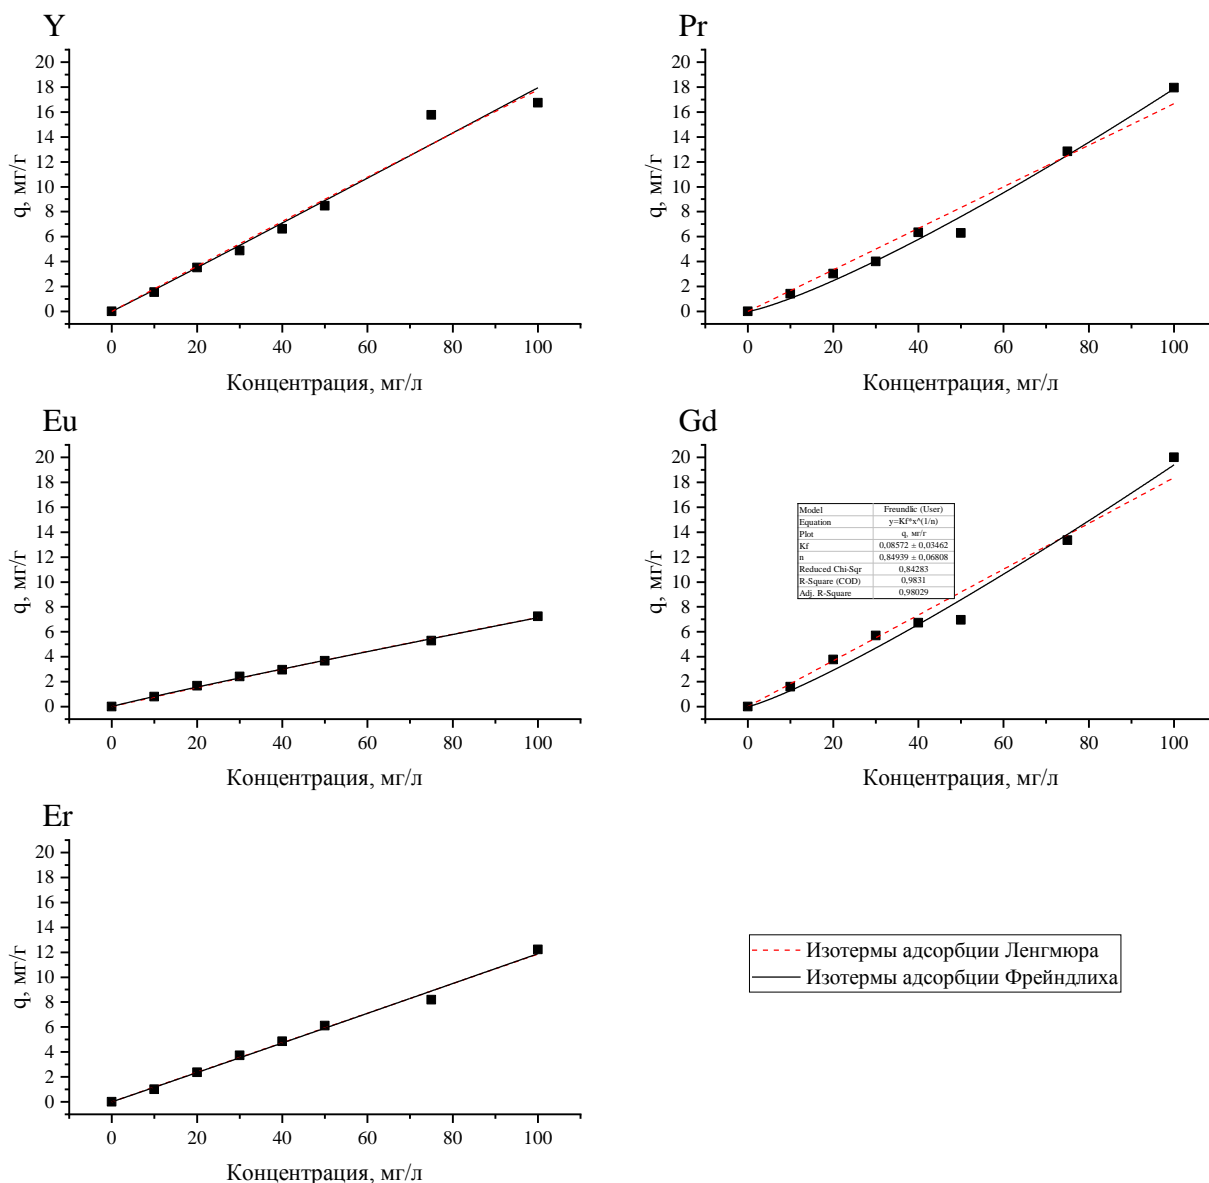 Y
20
18
16
14
12
10
8
6
4
2
0
q, мг/г
0 20 40 60 80 100
Концентрация, мг/л
Pr
20
18
16
14
12
10
8
6
4
2
0
q, мг/г
0 20 40 60 80 100
Концентрация, мг/л
Eu
20
18
16
14
12
10
8
6
4
2
0
q, мг/г
0 20 40 60 80 100
Концентрация, мг/л
Gd
20
18
16
14
12
10
8
6
4
2
0
q, мг/г
Model Freundlic (User)
Equation y=Kf*x^(1/n)
Plot q, мг/г
Kf 0,08572 ± 0,03462
n 0,84939 ± 0,06808
Reduced Chi-Sqr 0,84283
R-Square (COD) 0,9831
Adj. R-Square 0,98029
0 20 40 60 80 100
Концентрация, мг/л
Er
20
18
16
14
12
10
8
6
4
2
0
q, мг/г
0 20 40 60 80 100
Концентрация, мг/л
Изотермы адсорбции Ленгмюра
Изотермы адсорбции Фрейндлиха